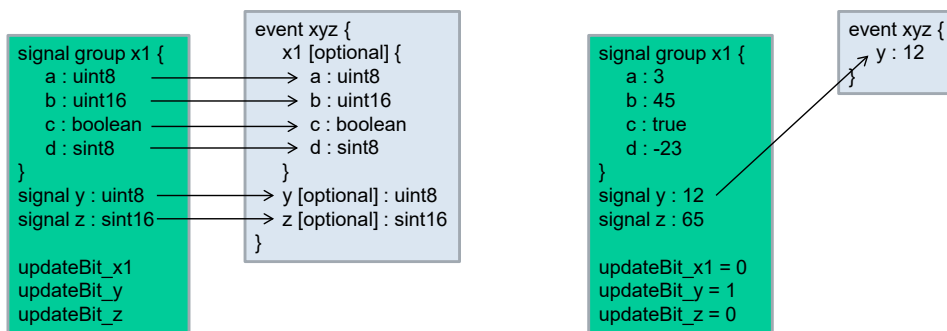 signal group x1 {
a : uint8
b : uint16
c : boolean
d : sint8
}
signal y : uint8
signal z : sint16
updateBit_x1
updateBit_y
updateBit_z
event xyz {
x1 [optional] {
a : uint8
b : uint16
c : boolean
d : sint8
}
y [optional] : uint8
z [optional] : sint16
}
signal group x1 {
a : 3
b : 45
c : true
d : -23
}
signal y : 12
signal z : 65
updateBit_x1 = 0
updateBit_y = 1
updateBit_z = 0
event xyz {
y : 12
}